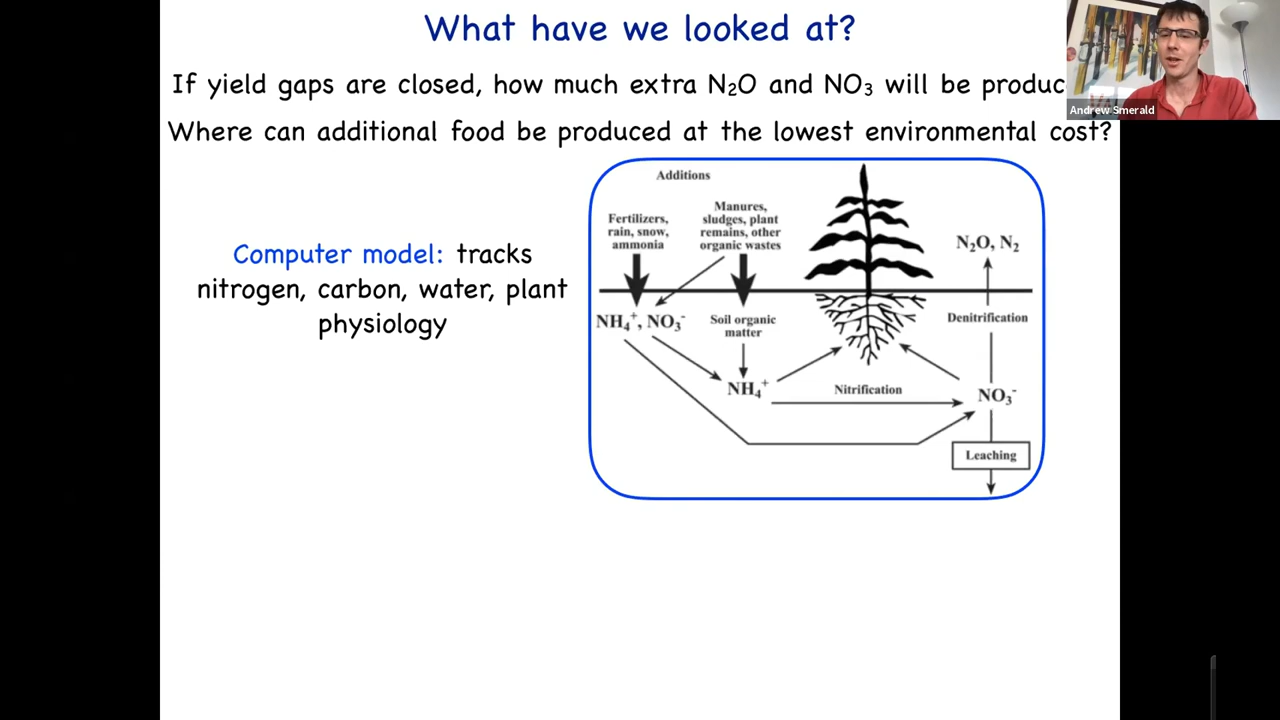 What have we looked at?
If yield gaps are closed, how much extra N₂O and NO₃ will be produc
Andrew Smerald
Where can additional food be produced at the lowest environmental cost?
Computer model: tracks
nitrogen, carbon, water, plant
physiology
Additions
Fertilizers,
rain, snow,
ammonia
Manures,
sludges, plant
remains, other
organic wastes
N₂O, N₂
NH₄⁺, NO₃⁻
Soil organic
matter
Denitrification
NH₄⁺
Nitrification
NO₃⁻
Leaching